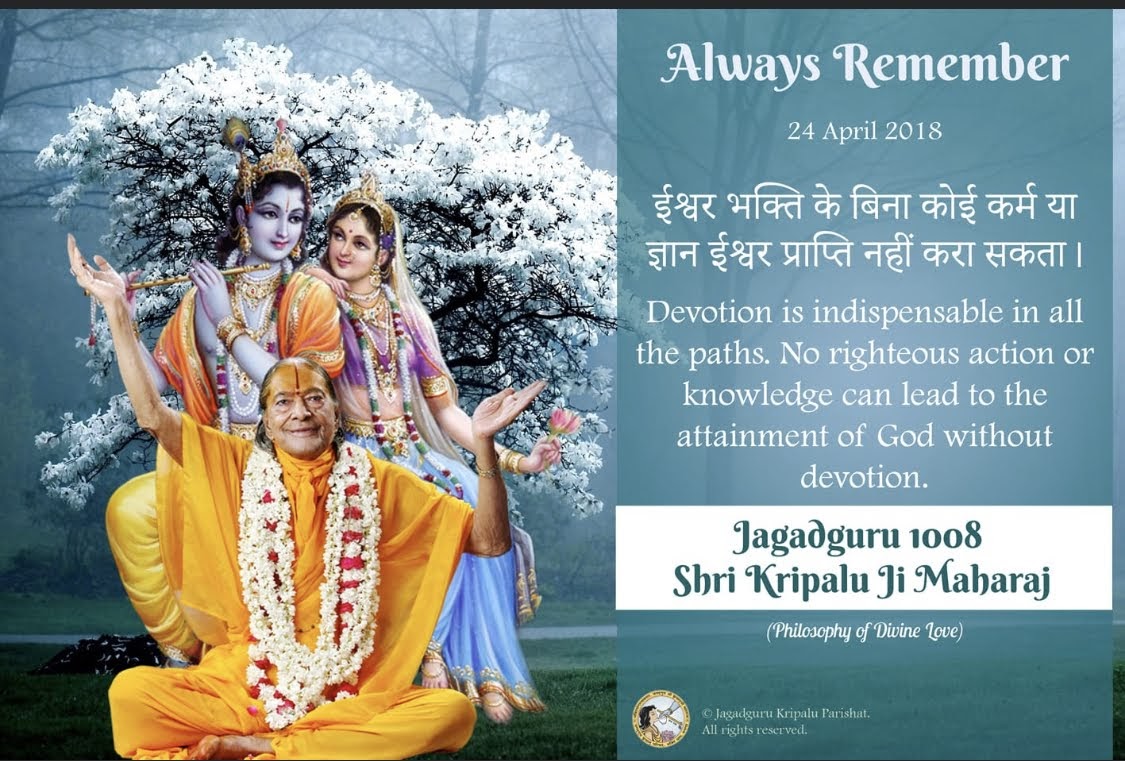 Always Remember
24 April 2018
ईश्वर भक्ति के बिना कोई कर्म या
ज्ञान ईश्वर प्राप्ति नहीं करा सकता।
Devotion is indispensable in all
the paths. No righteous action or
knowledge can lead to the
attainment of God without
devotion.
Jagadguru 1008
Shri Kripalu Ji Maharaj
(Philosophy of Divine Love)
© Jagadguru Kripalu Parishat.
All rights reserved.